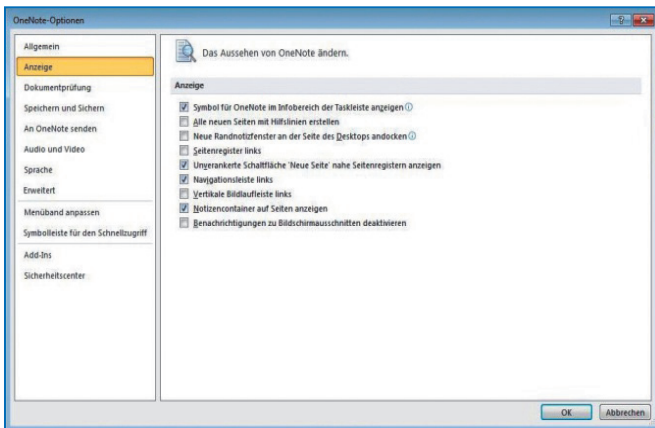 OneNote-Optionen
Allgemein
Anzeige
Dokumentprüfung
Speichern und Sichern
An OneNote senden
Audio und Video
Sprache
Erweitert
Menüband anpassen
Symbolleiste für den Schnellzugriff
Add-Ins
Sicherheitscenter
Das Aussehen von OneNote ändern.
Anzeige
Symbol für OneNote im Infobereich der Taskleiste anzeigen
Alle neuen Seiten mit Hilfslinien erstellen
Neue Randnotizfenster an der Seite des Desktops andocken
Seitenregister links
Unverankerte Schaltfläche 'Neue Seite' nahe Seitenregistern anzeigen
Navigationsleiste links
Vertikale Bildlaufleiste links
Notizencontainer auf Seiten anzeigen
Benachrichtigungen zu Bildschirmausschnitten deaktivieren
OK
Abbrechen